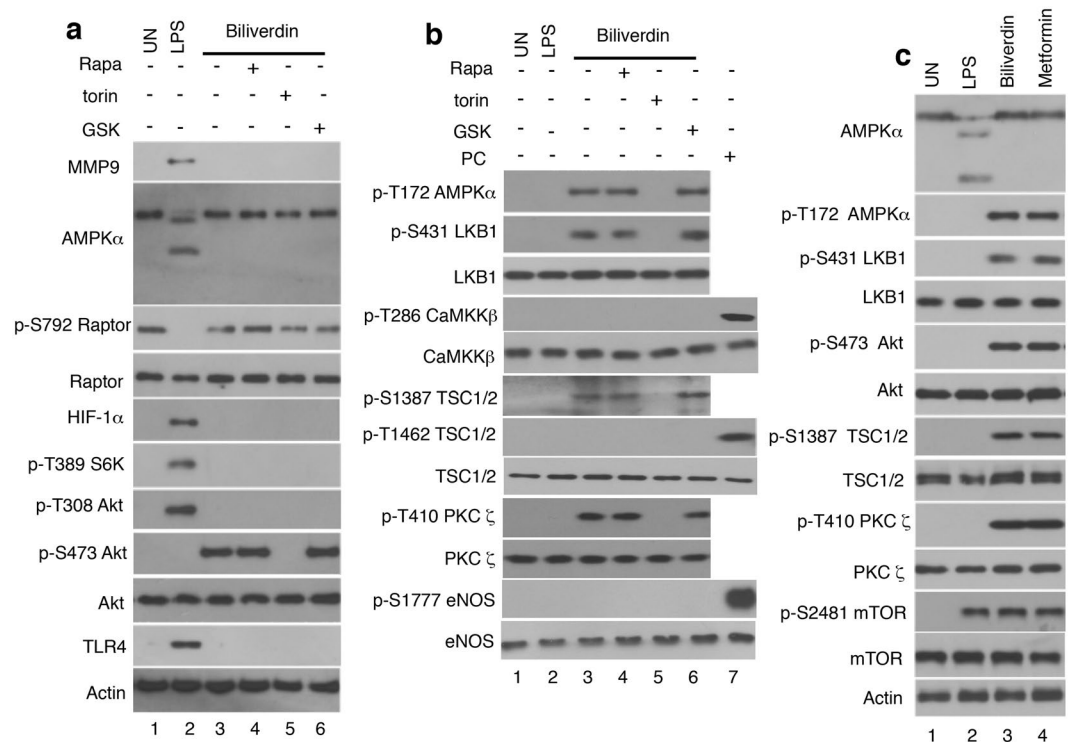 a
UN
LPS
Biliverdin
Rapa - - - + - -
torin - - - - + -
GSK - - - - - +
MMP9
AMPKα
p-S792 Raptor
Raptor
HIF-1α
p-T389 S6K
p-T308 Akt
p-S473 Akt
Akt
TLR4
Actin
1 2 3 4 5 6
b
UN
LPS
Biliverdin
Rapa - - - + - - -
torin - - - - + - -
GSK - - - - - + -
PC - - - - - - +
p-T172 AMPKα
p-S431 LKB1
LKB1
p-T286 CaMKKβ
CaMKKβ
p-S1387 TSC1/2
p-T1462 TSC1/2
TSC1/2
p-T410 PKC ζ
PKC ζ
p-S1777 eNOS
eNOS
1 2 3 4 5 6 7
c
UN
LPS
Biliverdin
Metformin
AMPKα
p-T172 AMPKα
p-S431 LKB1
LKB1
p-S473 Akt
Akt
p-S1387 TSC1/2
TSC1/2
p-T410 PKC ζ
PKC ζ
p-S2481 mTOR
mTOR
Actin
1 2 3 4